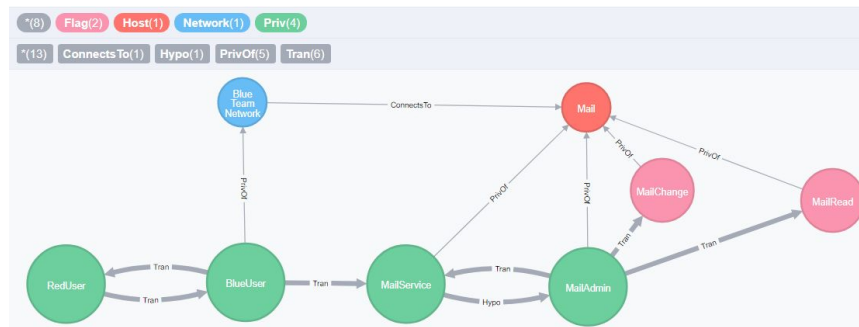 *(8) Flag(2) Host(1) Network(1) Priv(4)
*(13) ConnectsTo(1) Hypo(1) PrivOf(5) Tran(6)
Blue
Team
Network
ConnectsTo
Mail
PrivOf
PrivOf
PrivOf
PrivOf
PrivOf
MailChange
MailRead
Tran
Tran
RedUser
Tran
Tran
BlueUser
Tran
MailService
Tran
Hypo
MailAdmin